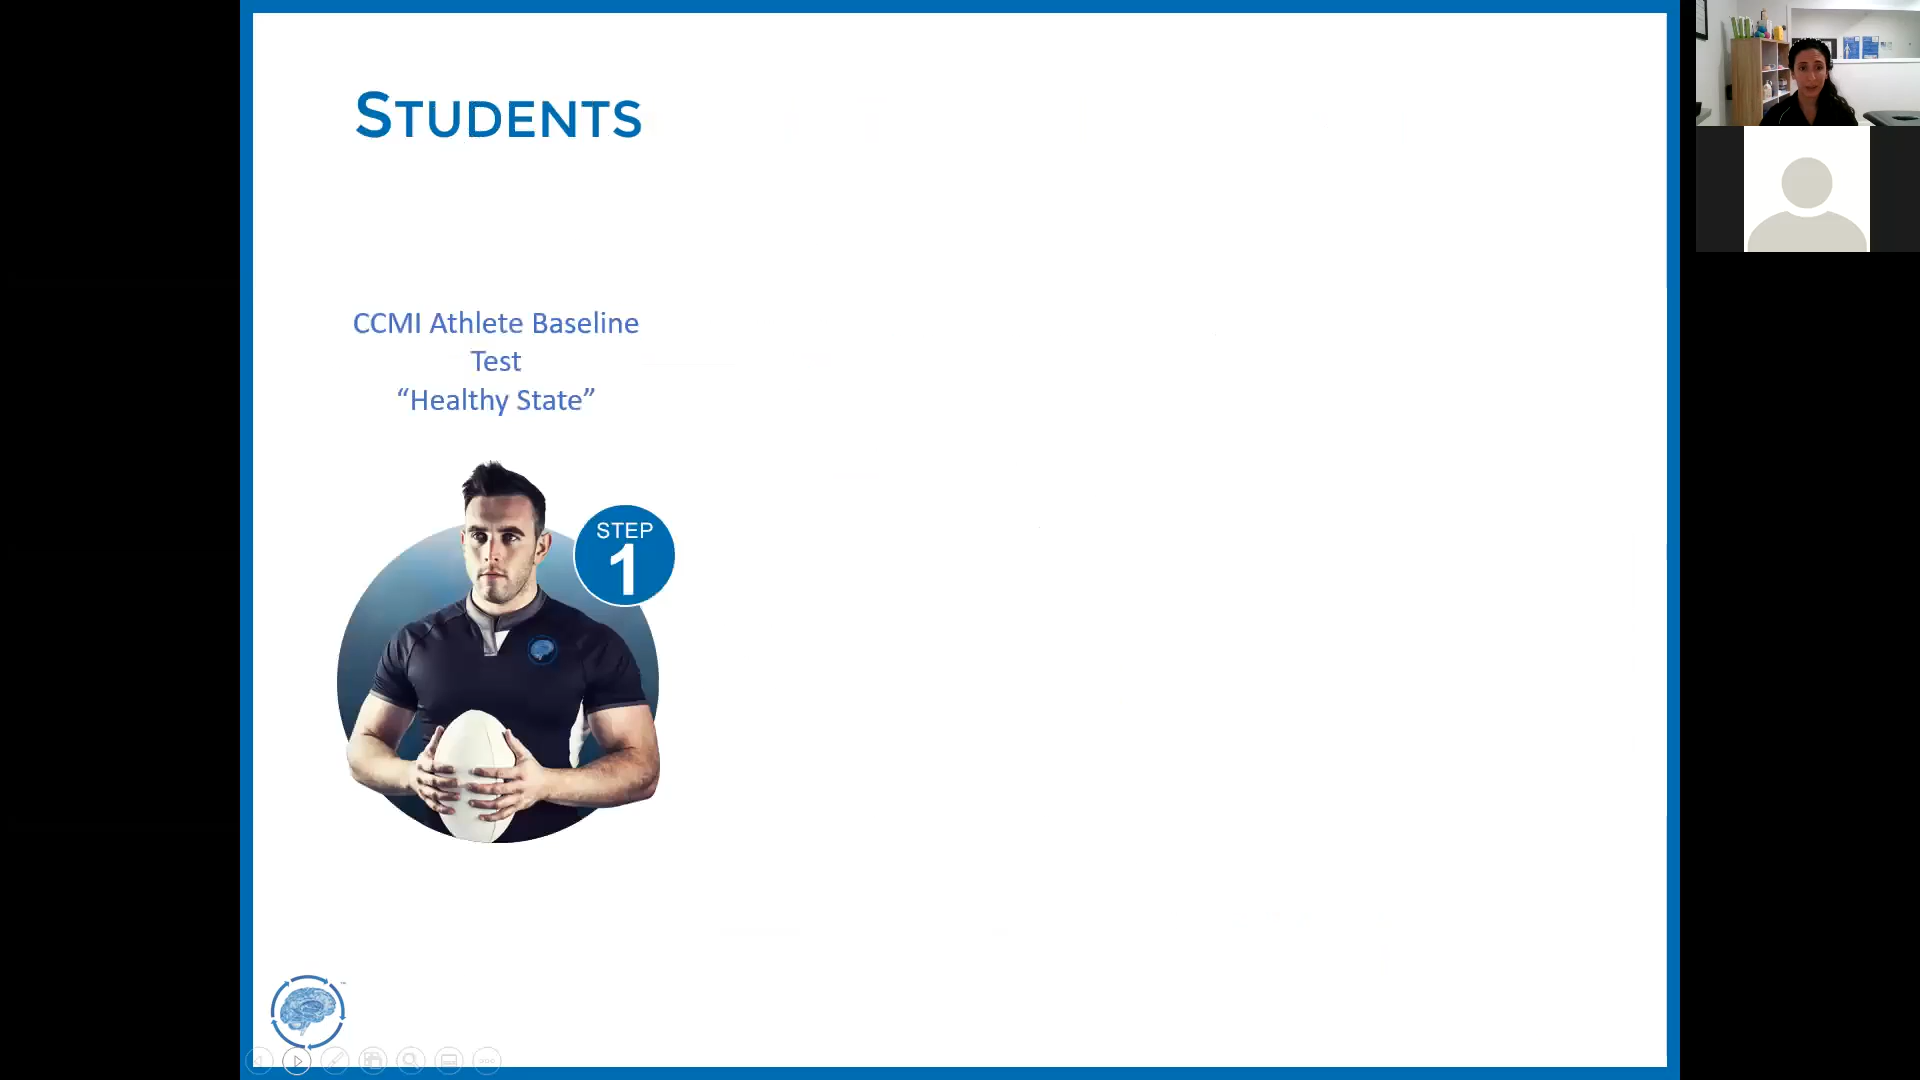 STUDENTS
CCMI Athlete Baseline
Test
“Healthy State”
STEP
1